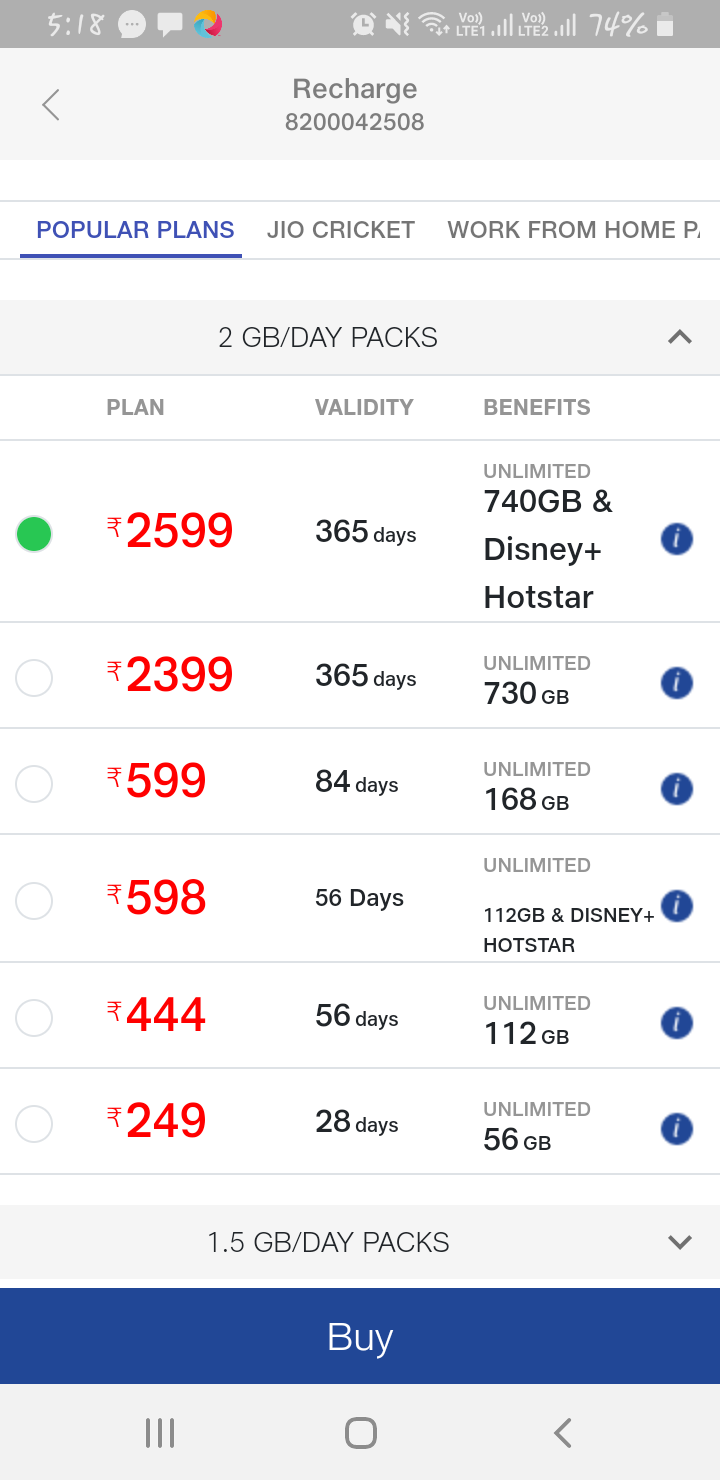 5:18 Vo)) LTE1 Vo)) LTE2 74%
Recharge
8200042508
POPULAR PLANS JIO CRICKET WORK FROM HOME PA
2 GB/DAY PACKS
PLAN VALIDITY BENEFITS
UNLIMITED
₹2599 365 days 740GB &
Disney+
Hotstar
UNLIMITED
₹2399 365 days 730 GB
UNLIMITED
₹599 84 days 168 GB
UNLIMITED
₹598 56 Days 112GB & DISNEY+
HOTSTAR
UNLIMITED
₹444 56 days 112 GB
UNLIMITED
₹249 28 days 56 GB
1.5 GB/DAY PACKS
Buy